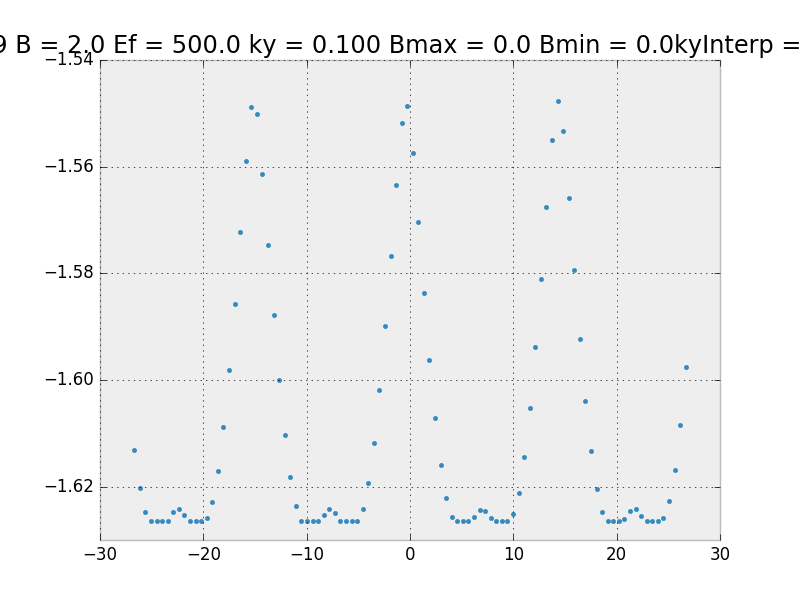 9 B = 2.0 Ef = 500.0 ky = 0.100 Bmax = 0.0 Bmin = 0.0kyInterp =
−1.54
−1.56
−1.58
−1.60
−1.62
−30 −20 −10 0 10 20 30